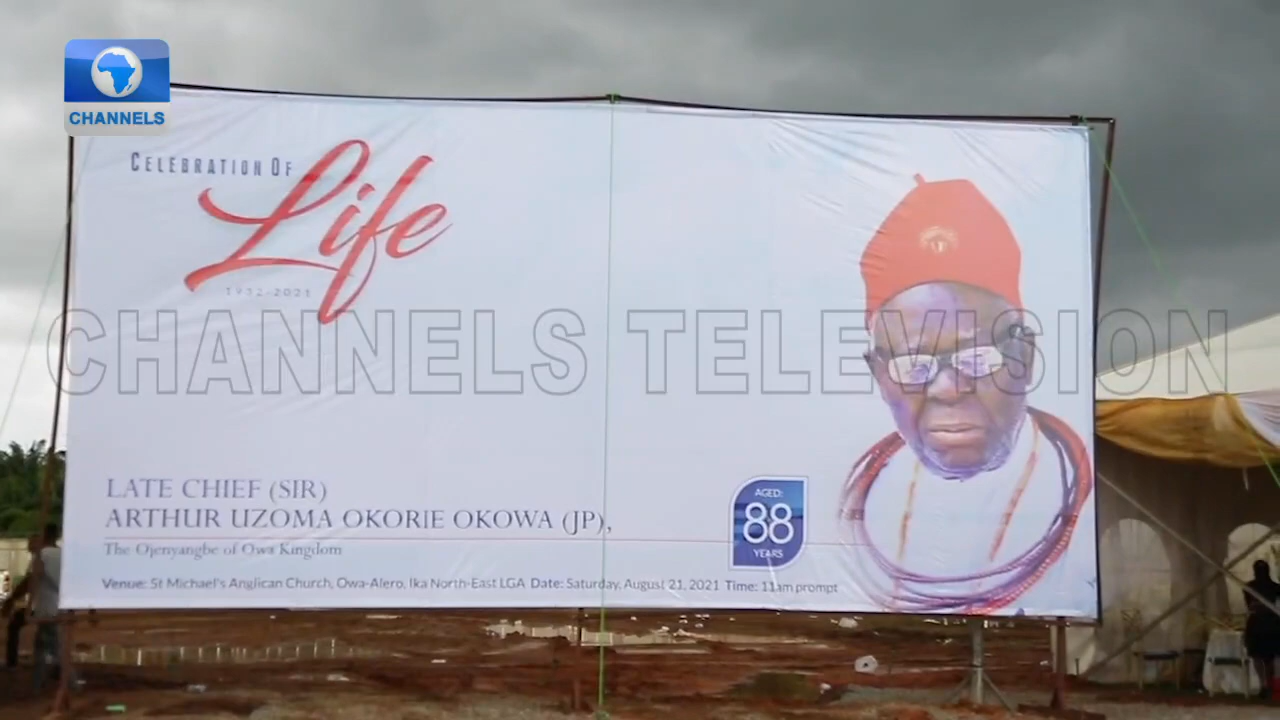 CHANNELS
CELEBRATION OF
Life
1932-2021
CHANNELS TELEVISION
LATE CHIEF (SIR)
ARTHUR UZOMA OKORIE OKOWA (JP),
The Ojenyangbe of Owa Kingdom
AGED:
88
YEARS
Venue: St Michael's Anglican Church, Owa-Alero, Ika North-East LGA Date: Saturday, August 21, 2021 Time: 11am prompt